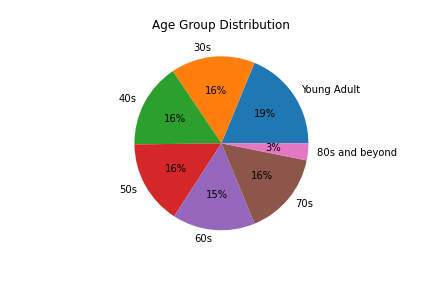 Age Group Distribution
30s
40s
16%
Young Adult
19%
16%
3%
80s and beyond
50s
16%
16%
15%
70s
60s